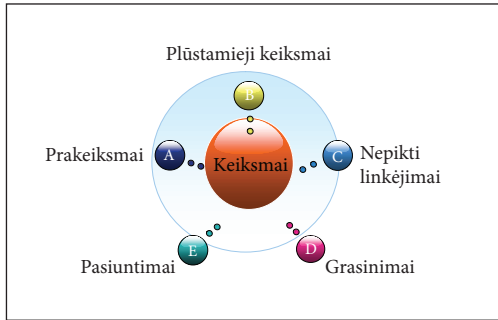 Plūstamieji keiksmai
B
Prakeiksmai
A
Keiksmai
C
Nepikti
linkėjimai
E
Pasiuntimai
D
Grasinimai